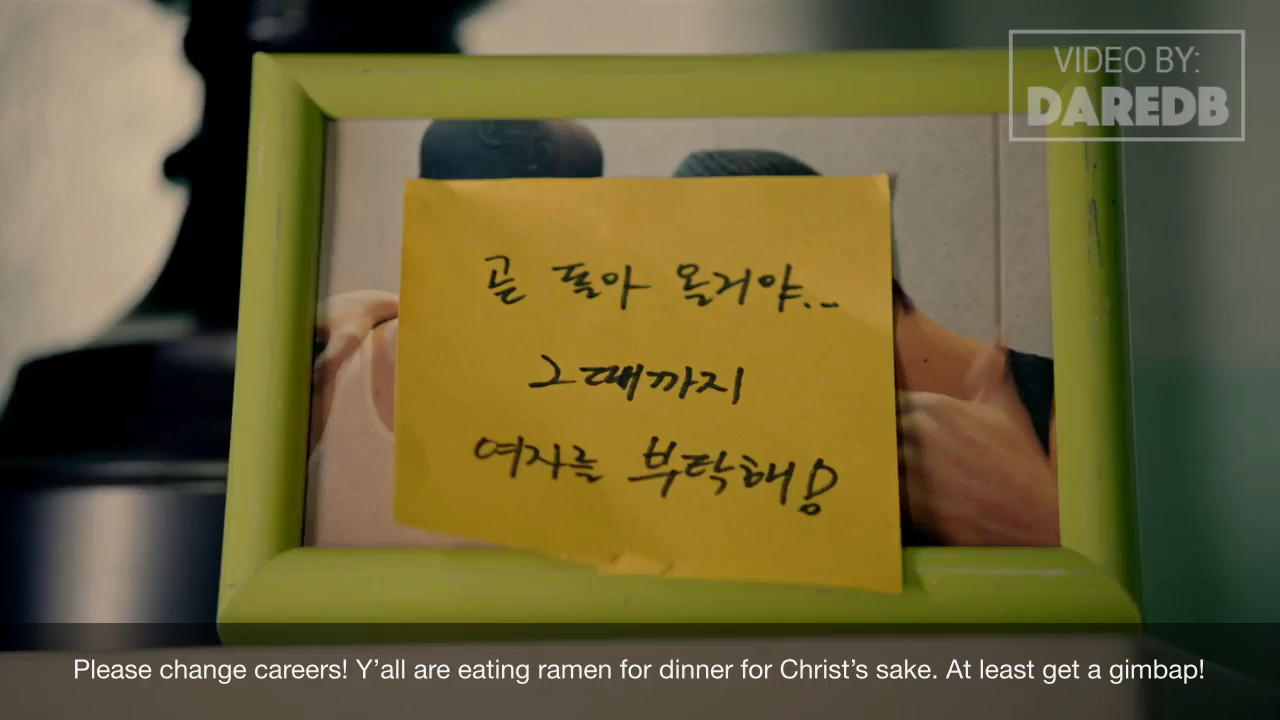 VIDEO BY:
DAREDB
곧 돌아 올거야..
그때까지
여자를 부탁해!
Please change careers! Y’all are eating ramen for dinner for Christ’s sake. At least get a gimbap!